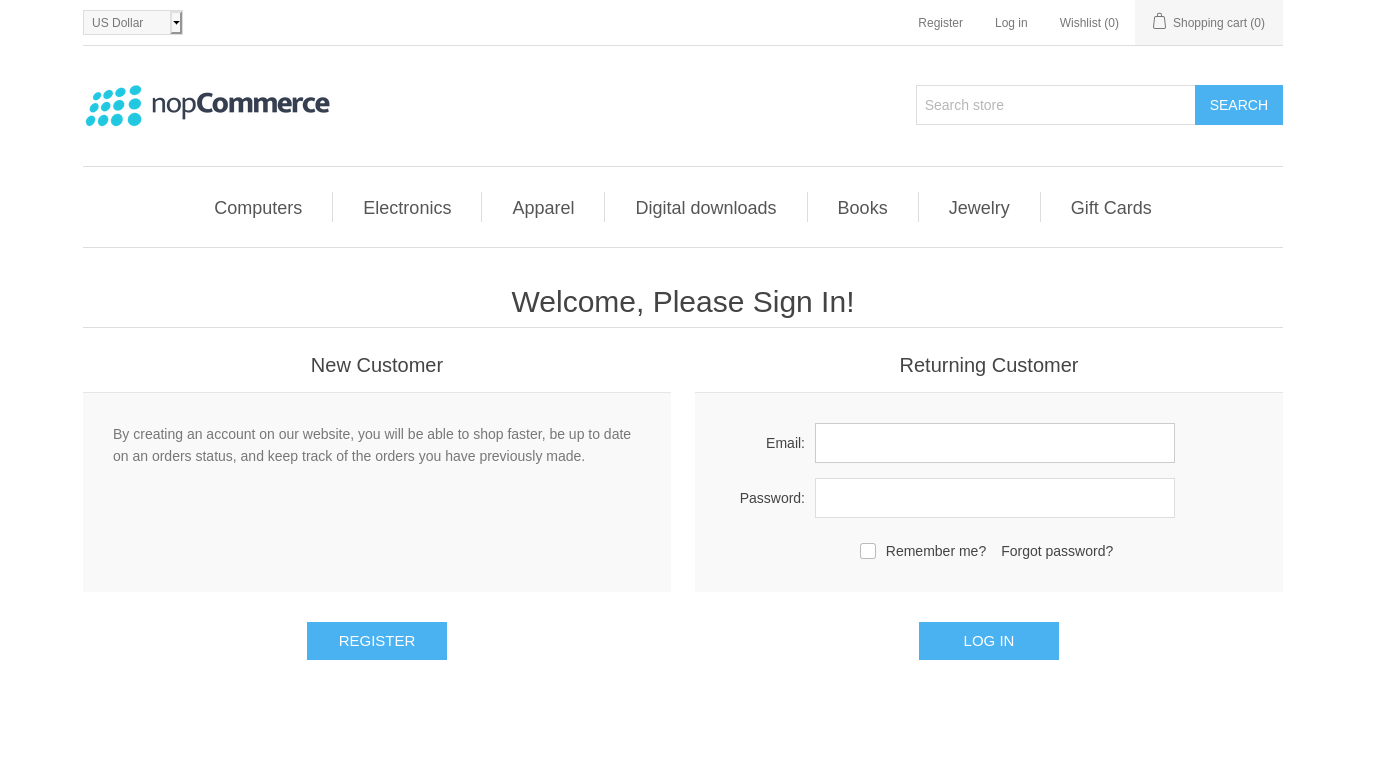 US Dollar
Register
Log in
Wishlist (0)
Shopping cart (0)
nopCommerce
Search store
SEARCH
Computers
Electronics
Apparel
Digital downloads
Books
Jewelry
Gift Cards
Welcome, Please Sign In!
New Customer
By creating an account on our website, you will be able to shop faster, be up to date
on an orders status, and keep track of the orders you have previously made.
REGISTER
Returning Customer
Email:
Password:
Remember me?
Forgot password?
LOG IN